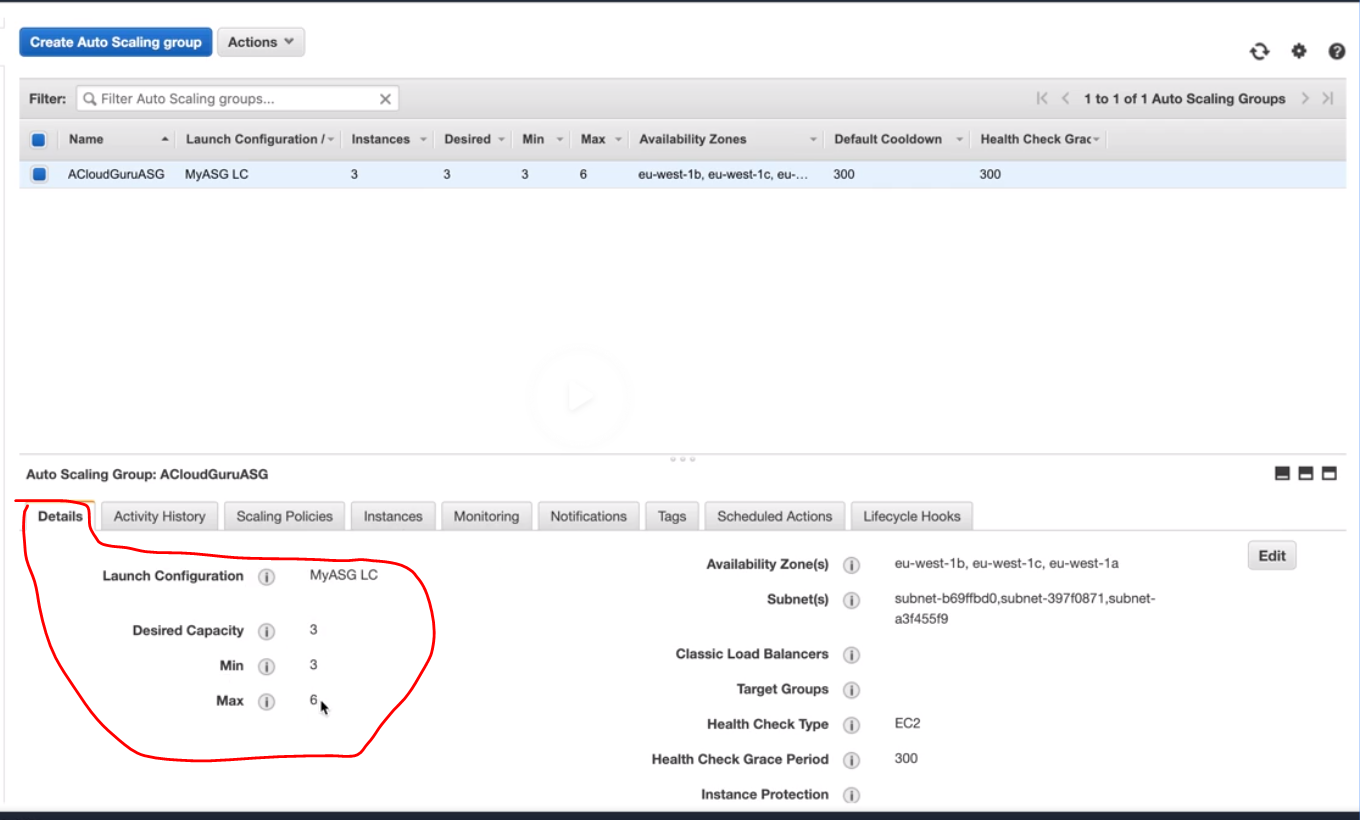 Create Auto Scaling group Actions
Filter: Filter Auto Scaling groups... 1 to 1 of 1 Auto Scaling Groups
Name Launch Configuration / Instances Desired Min Max Availability Zones Default Cooldown Health Check Grac
ACloudGuruASG MyASG LC 3 3 3 6 eu-west-1b, eu-west-1c, eu-... 300 300
Auto Scaling Group: ACloudGuruASG
Details Activity History Scaling Policies Instances Monitoring Notifications Tags Scheduled Actions Lifecycle Hooks
Edit
Launch Configuration MyASG LC
Desired Capacity 3
Min 3
Max 6
Availability Zone(s) eu-west-1b, eu-west-1c, eu-west-1a
Subnet(s) subnet-b69ffbd0,subnet-397f0871,subnet-
a3f455f9
Classic Load Balancers
Target Groups
Health Check Type EC2
Health Check Grace Period 300
Instance Protection